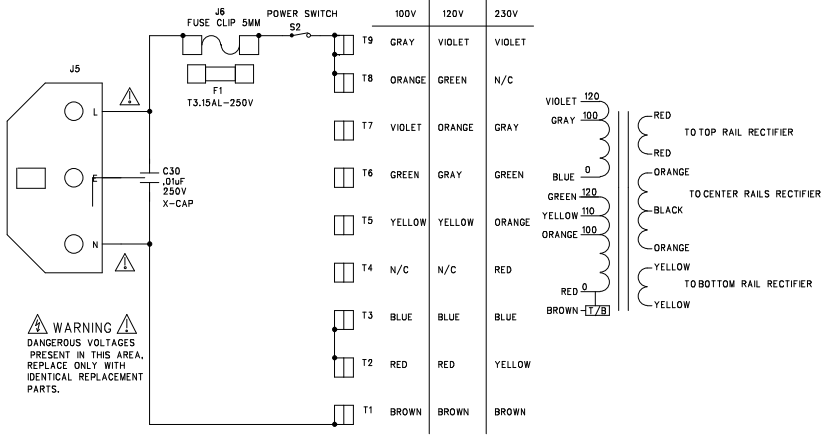 J6
FUSE CLIP 5MM
POWER SWITCH
S2
100V 120V 230V
T9 GRAY VIOLET VIOLET
T8 ORANGE GREEN N/C
T7 VIOLET ORANGE GRAY
T6 GREEN GRAY GREEN
T5 YELLOW YELLOW ORANGE
T4 N/C N/C RED
T3 BLUE BLUE BLUE
T2 RED RED YELLOW
T1 BROWN BROWN BROWN
F1
T3.15AL-250V
J5
L
E
N
C30
.01uF
250V
X-CAP
WARNING
DANGEROUS VOLTAGES
PRESENT IN THIS AREA.
REPLACE ONLY WITH
IDENTICAL REPLACEMENT
PARTS.
VIOLET 120
GRAY 100
BLUE 0
GREEN 120
YELLOW 110
ORANGE 100
RED 0
BROWN T/B
RED
TO TOP RAIL RECTIFIER
RED
ORANGE
TO CENTER RAILS RECTIFIER
BLACK
ORANGE
YELLOW
TO BOTTOM RAIL RECTIFIER
YELLOW